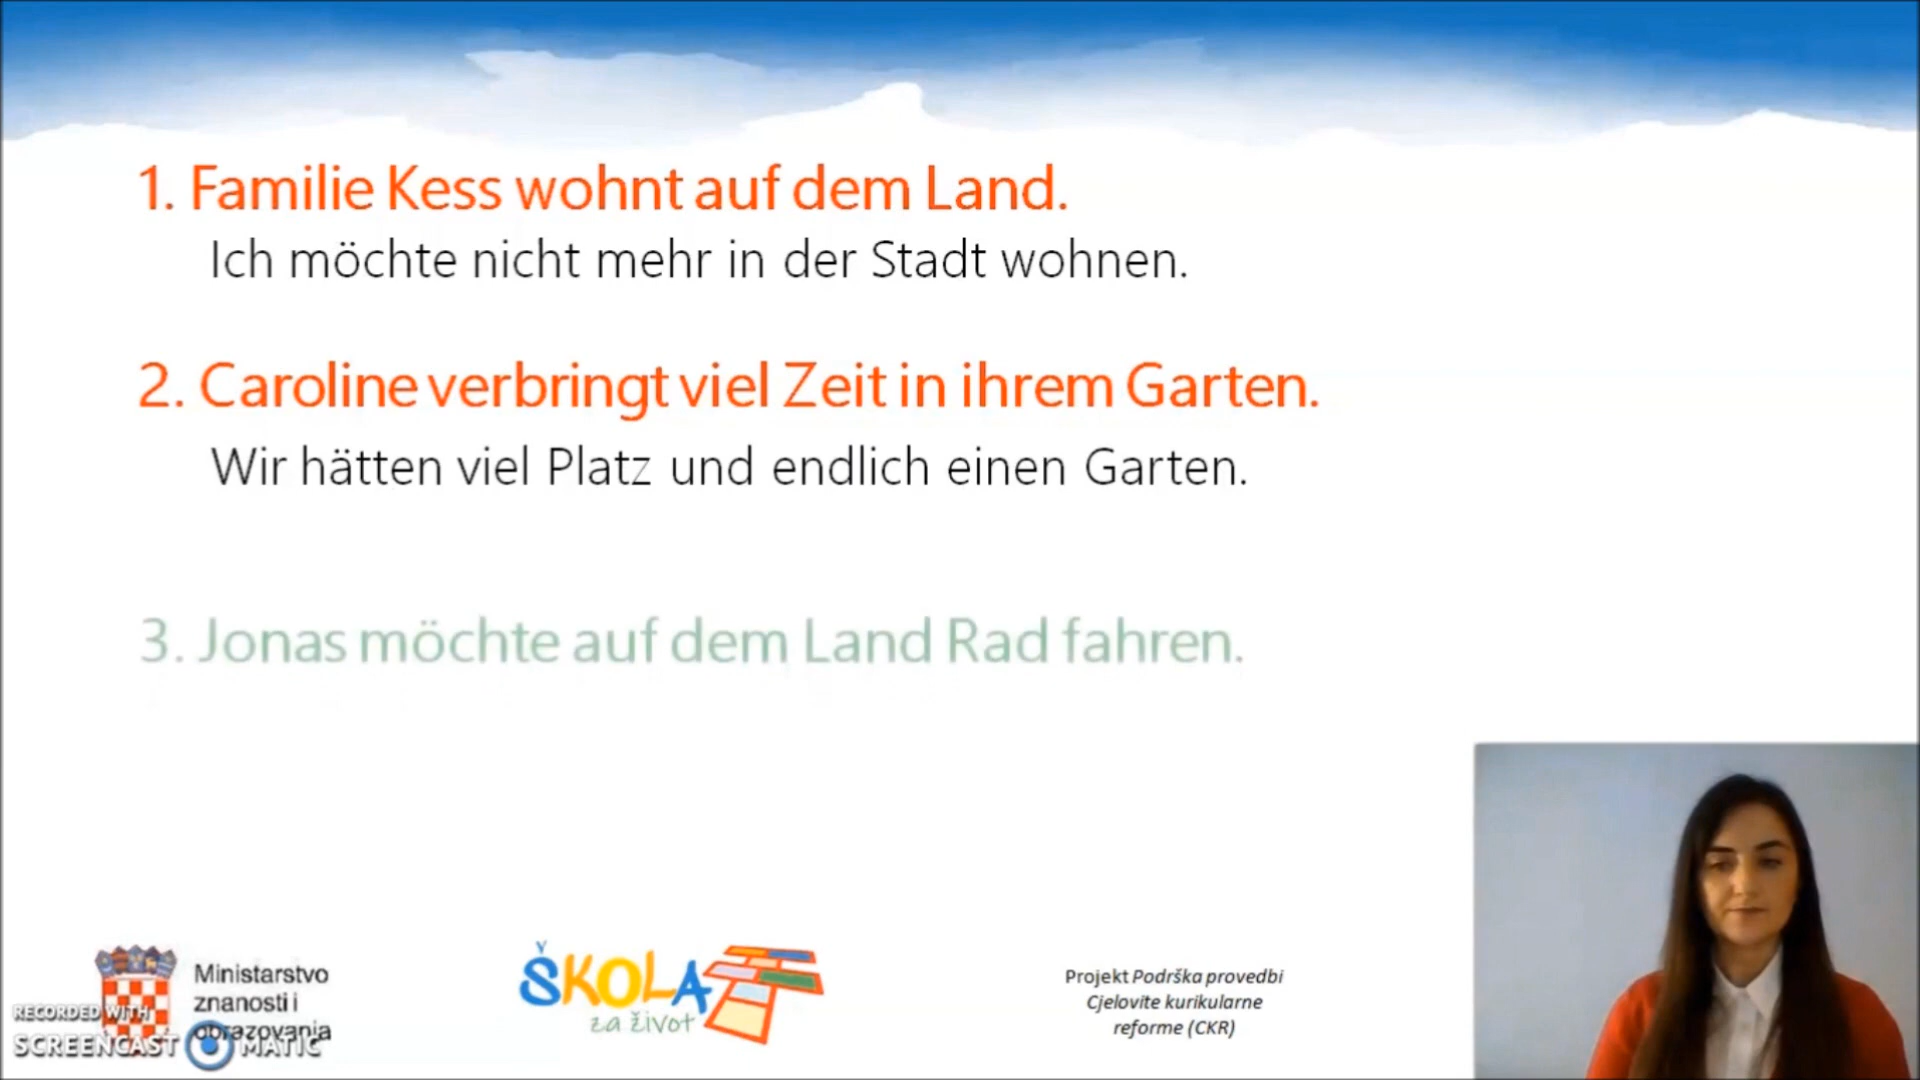 1. Familie Kess wohnt auf dem Land.
Ich möchte nicht mehr in der Stadt wohnen.
2. Caroline verbringt viel Zeit in ihrem Garten.
Wir hätten viel Platz und endlich einen Garten.
3. Jonas möchte auf dem Land Rad fahren.
Ministarstvo
znanosti i
obrazovanja
RECORDED WITH
SCREENCAST MATIC
ŠKOLA
za život
Projekt Podrška provedbi
Cjelovite kurikularne
reforme (CKR)